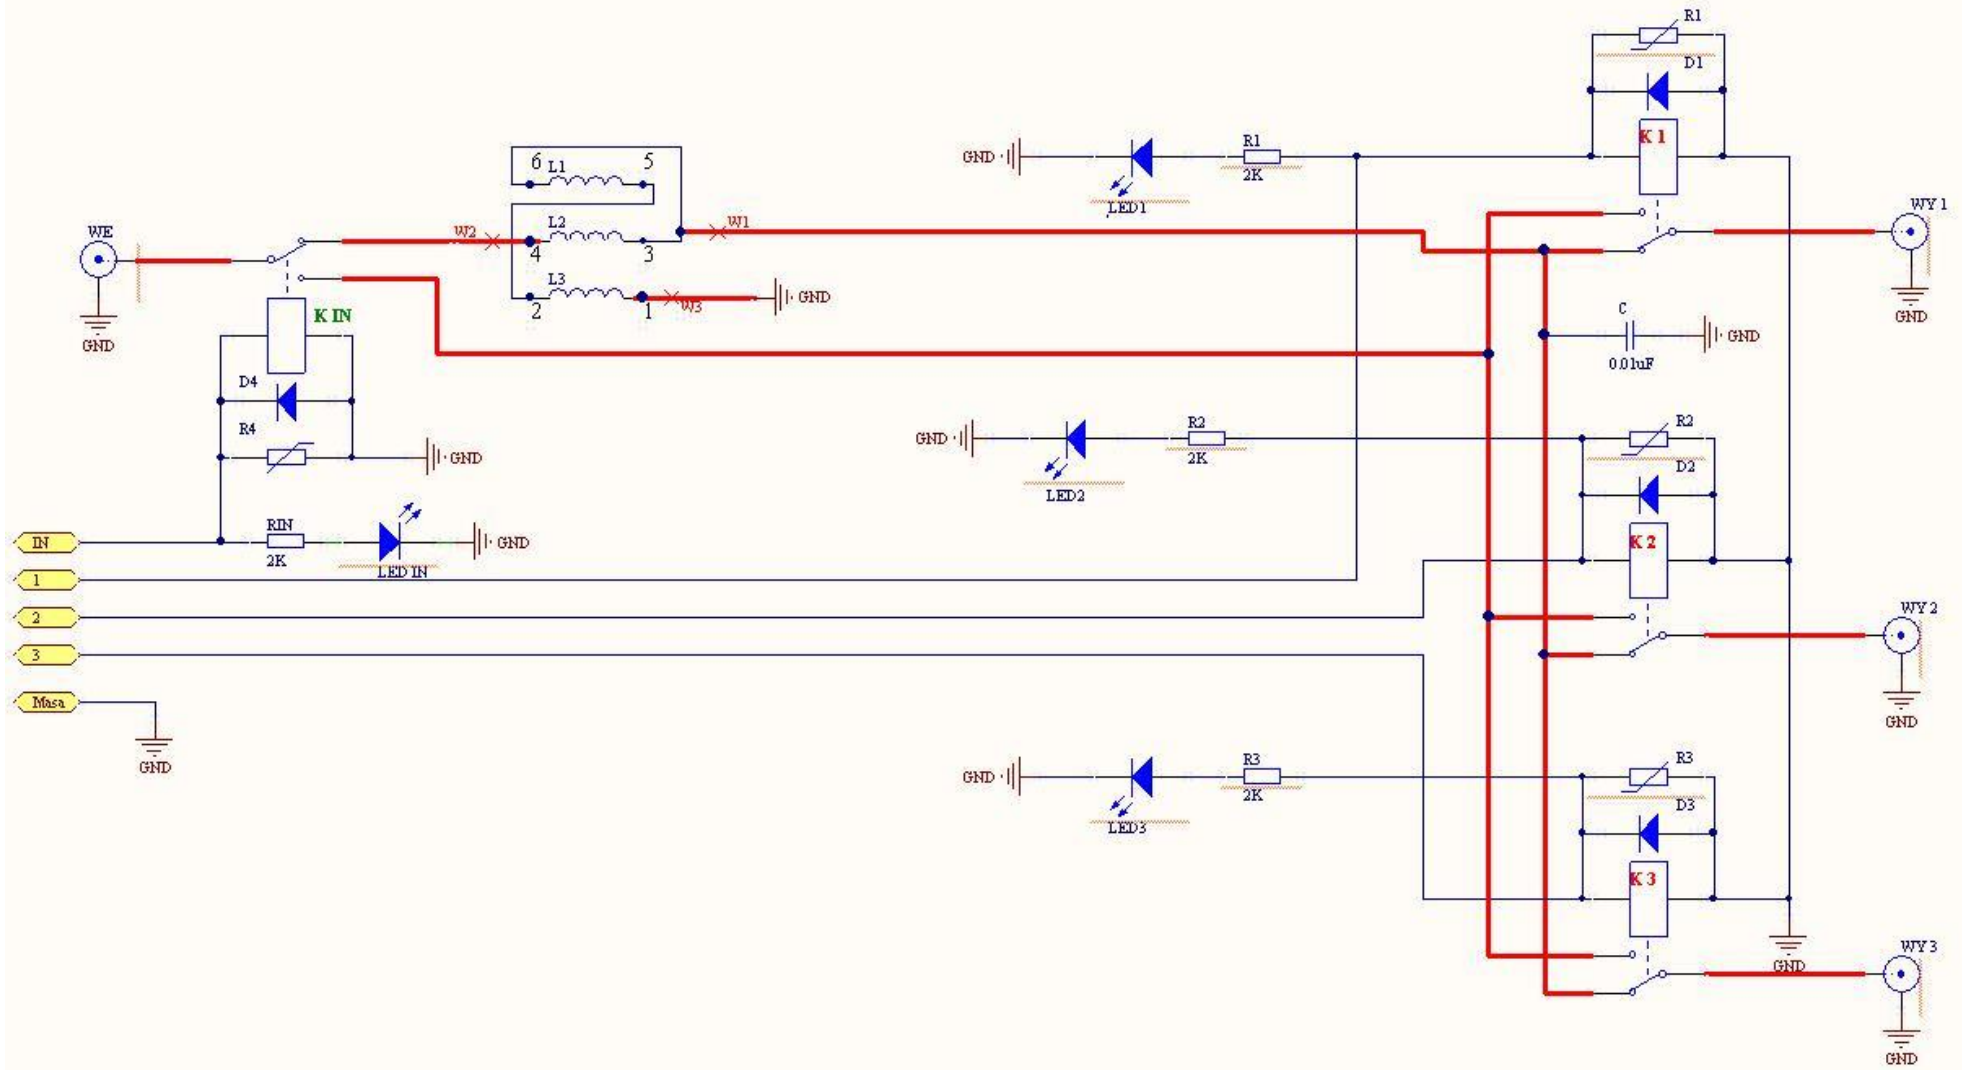 R1
D1
K 1
GND
LED1
R1
2K
6
L1
5
WE
W2
L2
W1
WY 1
4
3
L3
2
1
W3
GND
GND
K IN
GND
C
0.01uF
GND
D4
R4
GND
GND
LED2
R2
2K
R2
D2
IN
RIN
2K
LED IN
GND
K 2
1
2
WY 2
3
Masa
GND
GND
GND
LED3
R3
2K
R3
D3
K 3
GND
WY 3
GND